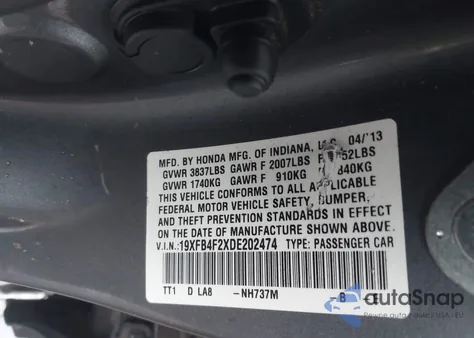 MFD. BY HONDA MFG. OF INDIANA, 04/13
GVWR 3837LBS GAWR F 2007LBS 52LBS
GVWR 1740KG GAWR F 910KG 840KG
THIS VEHICLE CONFORMS TO ALL APPLICABLE
FEDERAL MOTOR VEHICLE SAFETY, BUMPER,
AND THEFT PREVENTION STANDARDS IN EFFECT
ON THE DATE OF MANUFACTURE SHOWN ABOVE.
V.I.N.:19XFB4F2XDE202474 TYPE: PASSENGER CAR
TT1 D LA8 -NH737M -B
autoSnap